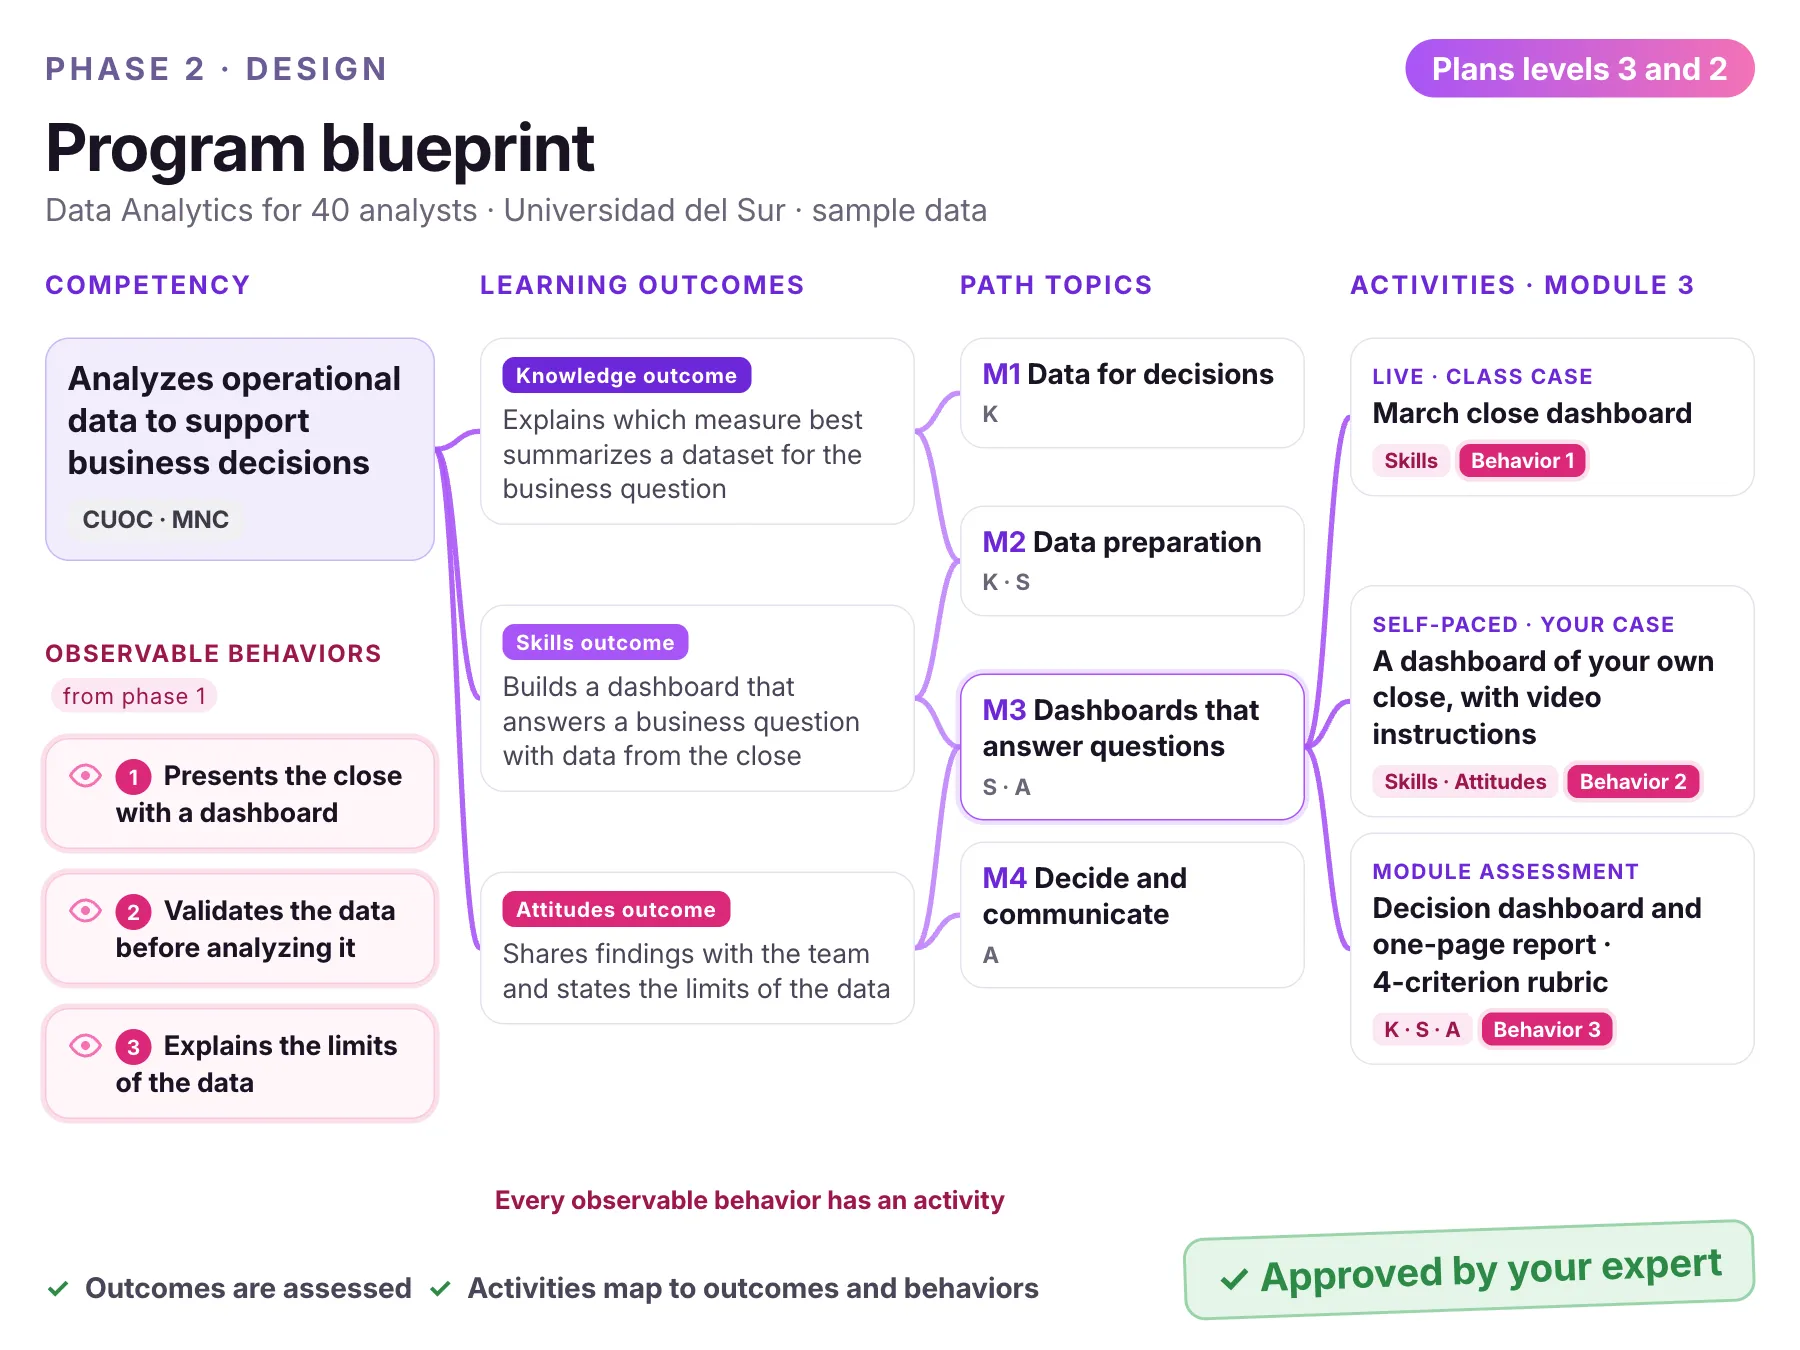 PHASE 2 · DESIGN
Plans levels 3 and 2
Program blueprint
Data Analytics for 40 analysts · Universidad del Sur · sample data
COMPETENCY
Analyzes operational
data to support
business decisions
CUOC · MNC
OBSERVABLE BEHAVIORS
from phase 1
1 Presents the close
with a dashboard
2 Validates the data
before analyzing it
3 Explains the limits
of the data
LEARNING OUTCOMES
Knowledge outcome
Explains which measure best
summarizes a dataset for the
business question
Skills outcome
Builds a dashboard that
answers a business question
with data from the close
Attitudes outcome
Shares findings with the team
and states the limits of the data
PATH TOPICS
M1 Data for decisions
K
M2 Data preparation
K · S
M3 Dashboards that
answer questions
S · A
M4 Decide and
communicate
A
ACTIVITIES · MODULE 3
LIVE · CLASS CASE
March close dashboard
Skills Behavior 1
SELF-PACED · YOUR CASE
A dashboard of your own
close, with video
instructions
Skills · Attitudes Behavior 2
MODULE ASSESSMENT
Decision dashboard and
one-page report ·
4-criterion rubric
K · S · A Behavior 3
Every observable behavior has an activity
✓ Outcomes are assessed ✓ Activities map to outcomes and behaviors
✓ Approved by your expert